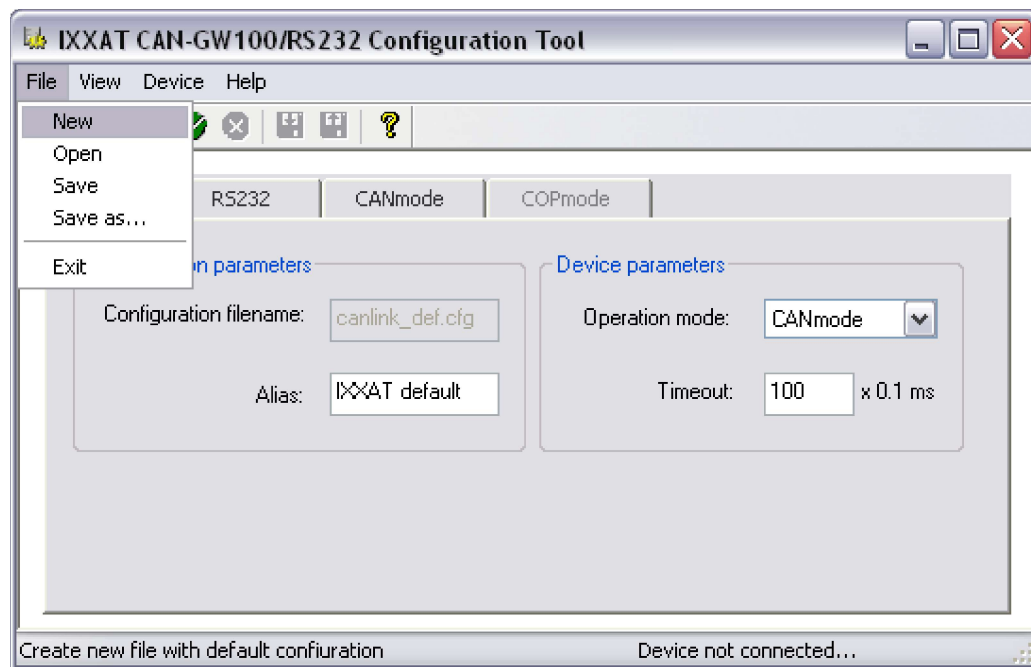 IXXAT CAN-GW100/RS232 Configuration Tool
File View Device Help
New
Open
Save
Save as...
Exit
RS232 CANmode COPmode
n parameters
Configuration filename: canlink_def.cfg
Alias: IXXAT default
Device parameters
Operation mode: CANmode
Timeout: 100 x 0.1 ms
Create new file with default confiuration
Device not connected...